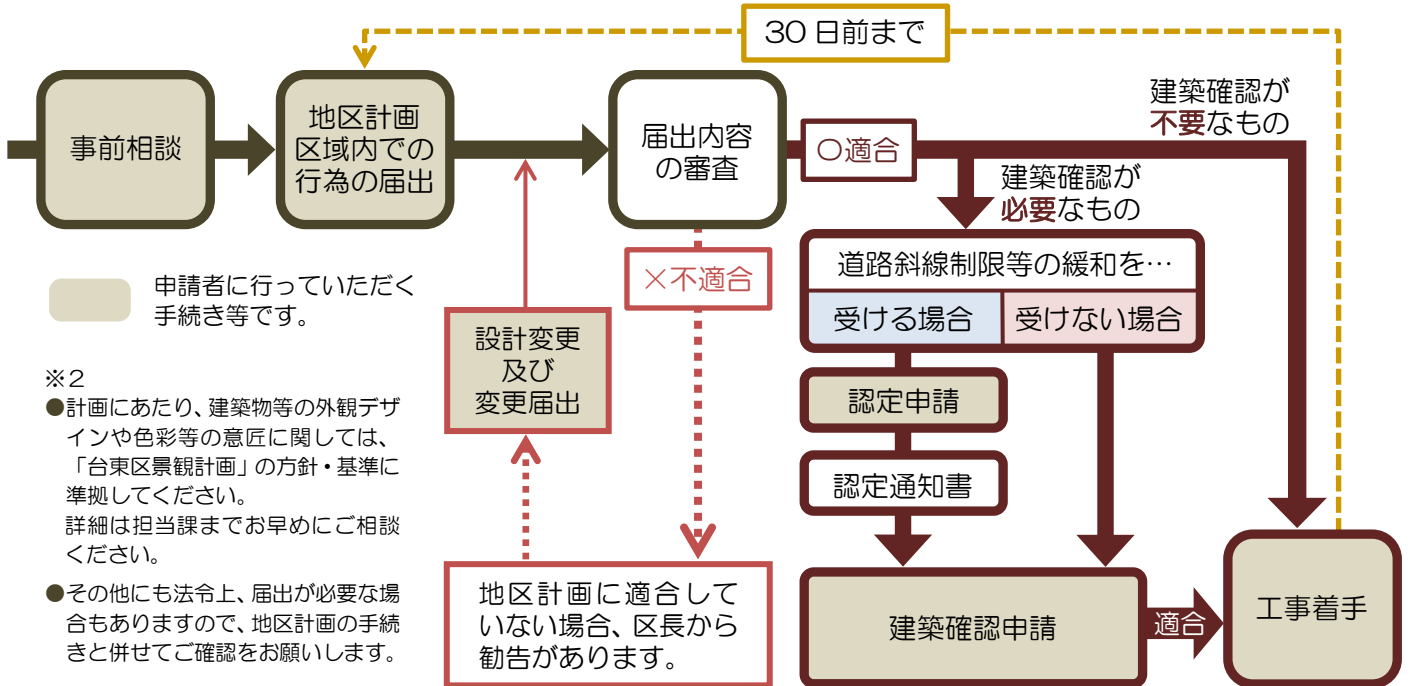 30日前まで
事前相談
地区計画
区域内での
行為の届出
届出内容
の審査
○適合
建築確認が
不要なもの
建築確認が
必要なもの
×不適合
道路斜線制限等の緩和を…
受ける場合
受けない場合
認定申請
認定通知書
建築確認申請
適合
工事着手
設計変更
及び
変更届出
地区計画に適合して
いない場合、区長から
勧告があります。
申請者に行っていただく
手続き等です。
※2
●計画にあたり、建築物等の外観デザ
インや色彩等の意匠に関しては、
「台東区景観計画」の方針・基準に
準拠してください。
詳細は担当課までお早めにご相談
ください。
●その他にも法令上、届出が必要な場
合もありますので、地区計画の手続
きと併せてご確認をお願いします。